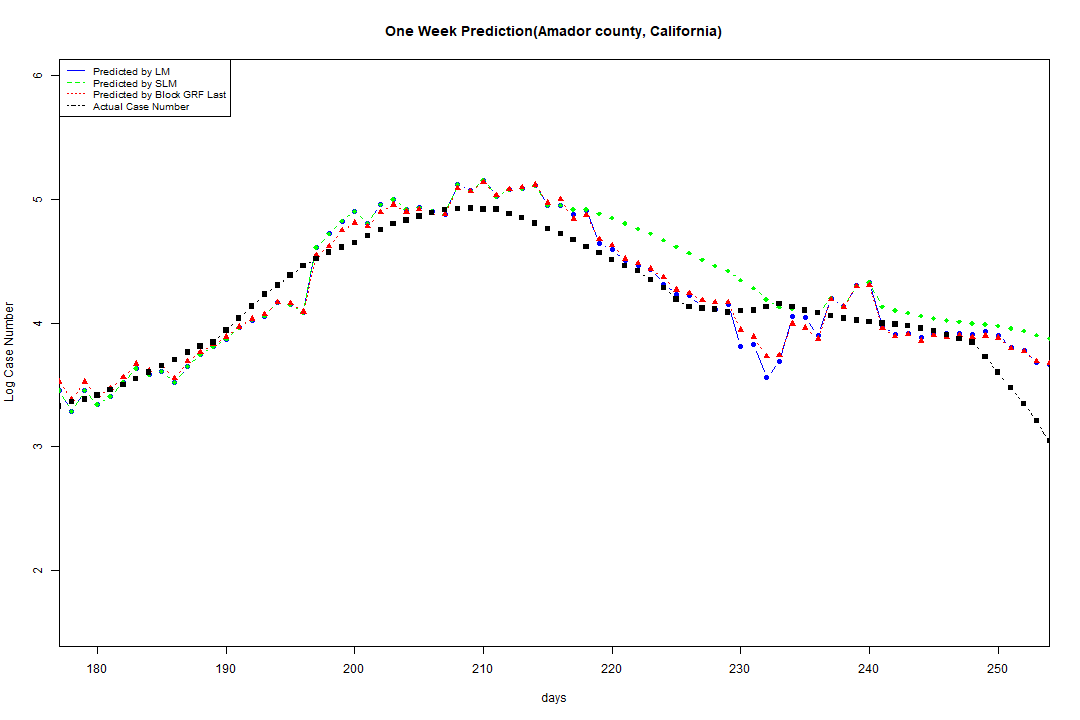 One Week Prediction(Amador county, California)
Predicted by LM
Predicted by SLM
Predicted by Block GRF Last
Actual Case Number
6
5
4
3
2
Log Case Number
180 190 200 210 220 230 240 250
days